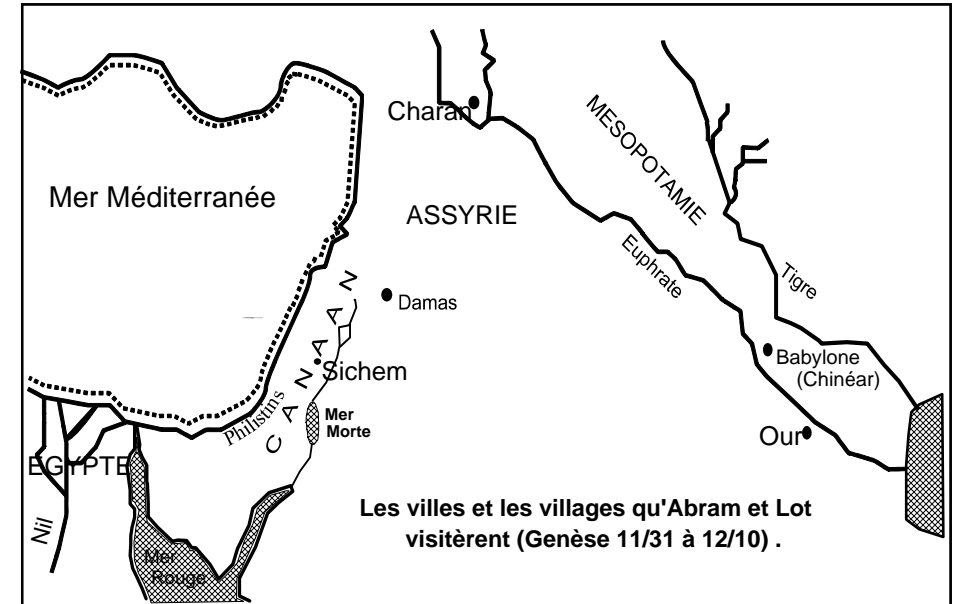 Charan
MESOPOTAMIE
Mer Méditerranée
ASSYRIE
Euphrate
Tigre
Damas
CANAAN
Sichem
Babylone
(Chinéar)
Philistins
Mer
Morte
Our
EGYPTE
Nil
Mer
Rouge
Les villes et les villages qu'Abram et Lot
visitèrent (Genèse 11/31 à 12/10) .